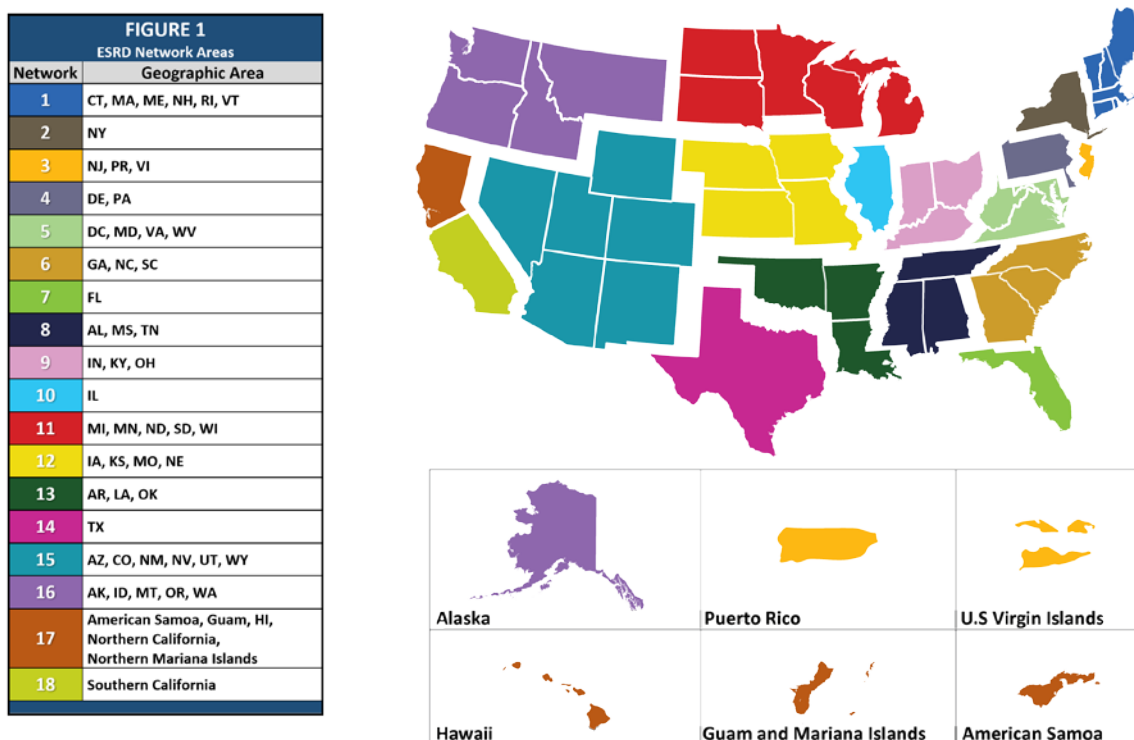 FIGURE 1
ESRD Network Areas
Network Geographic Area
1 CT, MA, ME, NH, RI, VT
2 NY
3 NJ, PR, VI
4 DE, PA
5 DC, MD, VA, WV
6 GA, NC, SC
7 FL
8 AL, MS, TN
9 IN, KY, OH
10 IL
11 MI, MN, ND, SD, WI
12 IA, KS, MO, NE
13 AR, LA, OK
14 TX
15 AZ, CO, NM, NV, UT, WY
16 AK, ID, MT, OR, WA
17 American Samoa, Guam, HI,
Northern California,
Northern Mariana Islands
18 Southern California
Alaska
Puerto Rico
U.S Virgin Islands
Hawaii
Guam and Mariana Islands
American Samoa